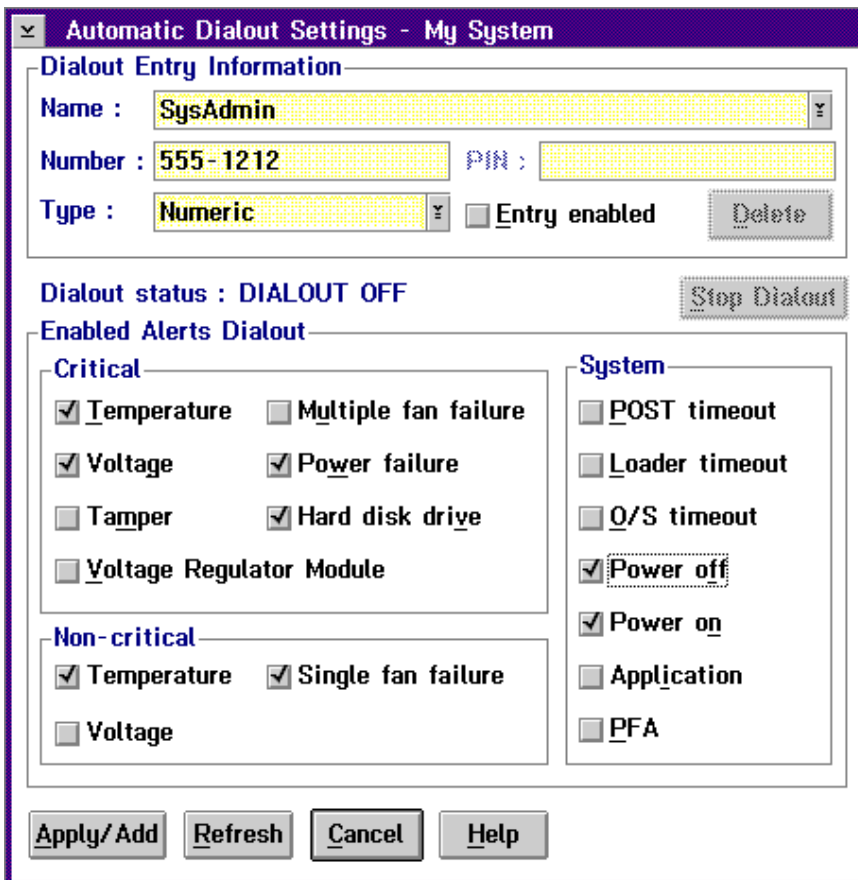 Automatic Dialout Settings - My System
Dialout Entry Information
Name : SysAdmin
Number : 555-1212 PIN :
Type : Numeric Entry enabled Delete
Dialout status : DIALOUT OFF Stop Dialout
Enabled Alerts Dialout
Critical
Temperature Multiple fan failure
Voltage Power failure
Tamper Hard disk drive
Voltage Regulator Module
Non-critical
Temperature Single fan failure
Voltage
System
POST timeout
Loader timeout
O/S timeout
Power off
Power on
Application
PFA
Apply/Add Refresh Cancel Help